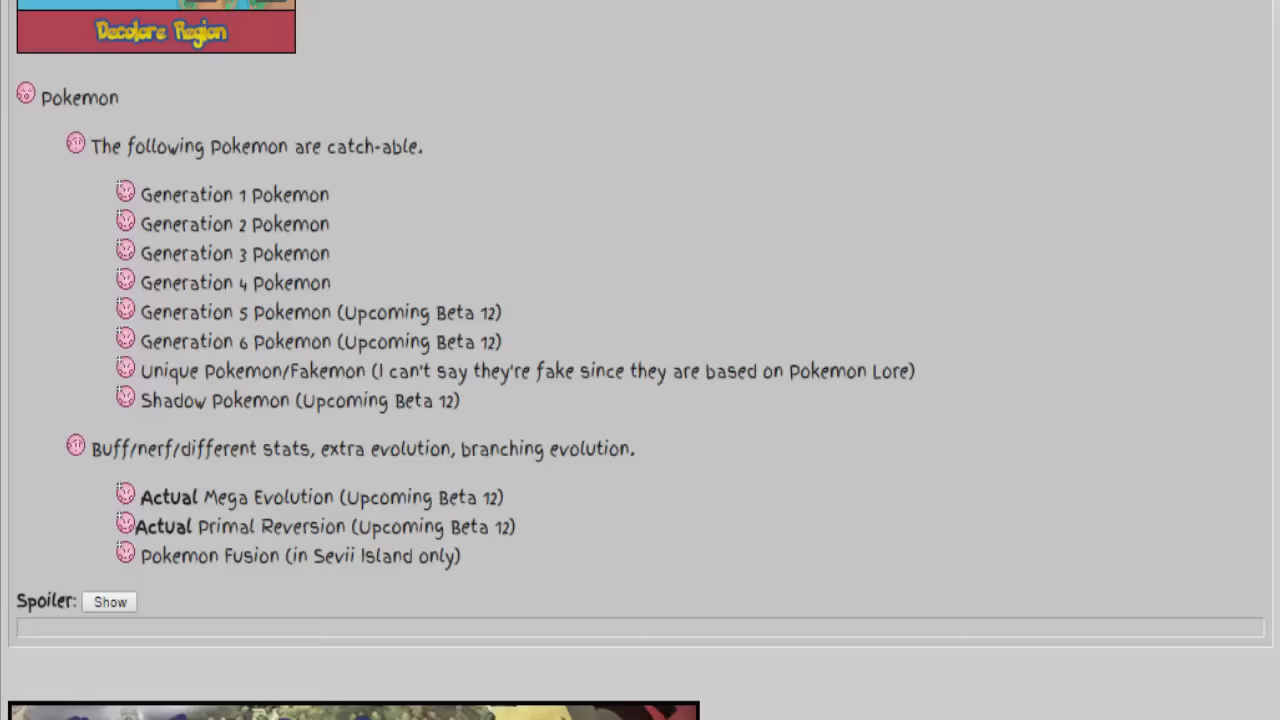 Decolore Region
Pokemon
The following Pokemon are catch-able.
Generation 1 Pokemon
Generation 2 Pokemon
Generation 3 Pokemon
Generation 4 Pokemon
Generation 5 Pokemon (Upcoming Beta 12)
Generation 6 Pokemon (Upcoming Beta 12)
Unique Pokemon/Fakemon (I can't say they're fake since they are based on Pokemon Lore)
Shadow Pokemon (Upcoming Beta 12)
Buff/nerf/different stats, extra evolution, branching evolution.
Actual Mega Evolution (Upcoming Beta 12)
Actual Primal Reversion (Upcoming Beta 12)
Pokemon Fusion (in Sevii Island only)
Spoiler: Show